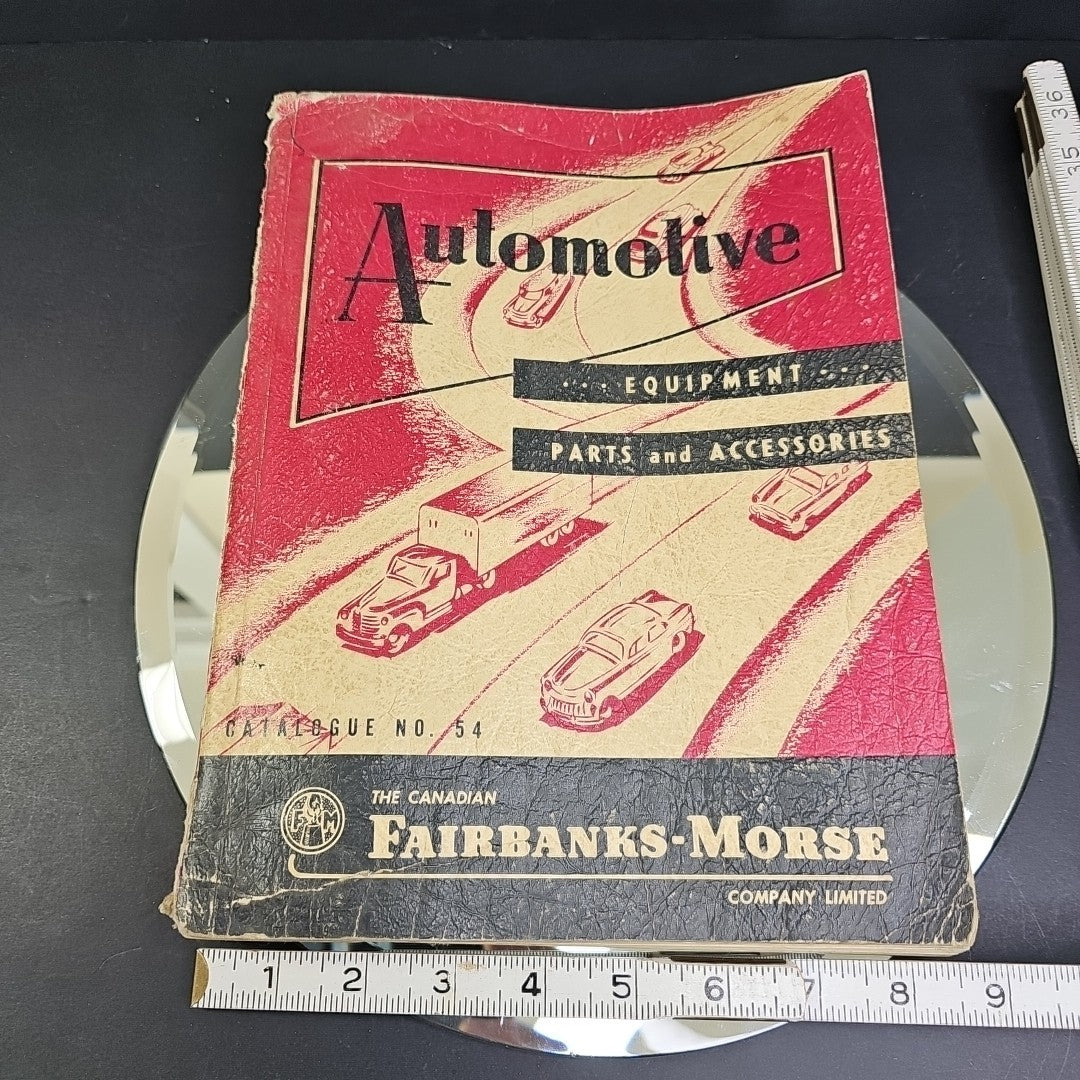 Automotive
. . . EQUIPMENT . . .
PARTS and ACCESSORIES
CATALOGUE NO. 54
THE CANADIAN
FAIRBANKS-MORSE
COMPANY LIMITED
1 2 3 4 5 6 7 8 9
36
35